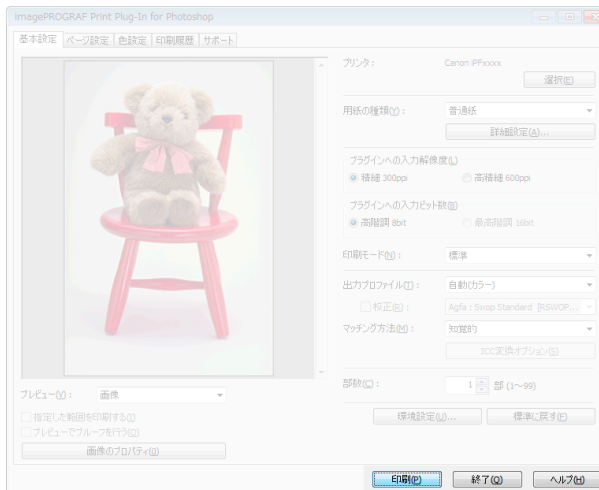 imagePROGRAF Print Plug-In for Photoshop
基本設定 ページ設定 色設定 印刷履歴 サポート
プリンタ： Canon iPFxxxx
選択(E)
用紙の種類(Y)： 普通紙
詳細設定(A)...
プラグインへの入力解像度(L)
精細 300ppi 高精細 600ppi
プラグインへの入力ビット数(B)
高階調 8bit 最高階調 16bit
印刷モード(N)： 標準
出力プロファイル(T)： 自動(カラー)
校正(R)： Agfa : Swop Standard [RSWOP...
マッチング方法(M)： 知覚的
ICC変換オプション(S)
部数(C)： 1 部 (1～99)
プレビュー(V)： 画像
指定した範囲を印刷する(I)
プレビューでプルーフを行う(O)
画像のプロパティ(O)
環境設定(U)... 標準に戻す(F)
印刷(P) 終了(Q) ヘルプ(H)